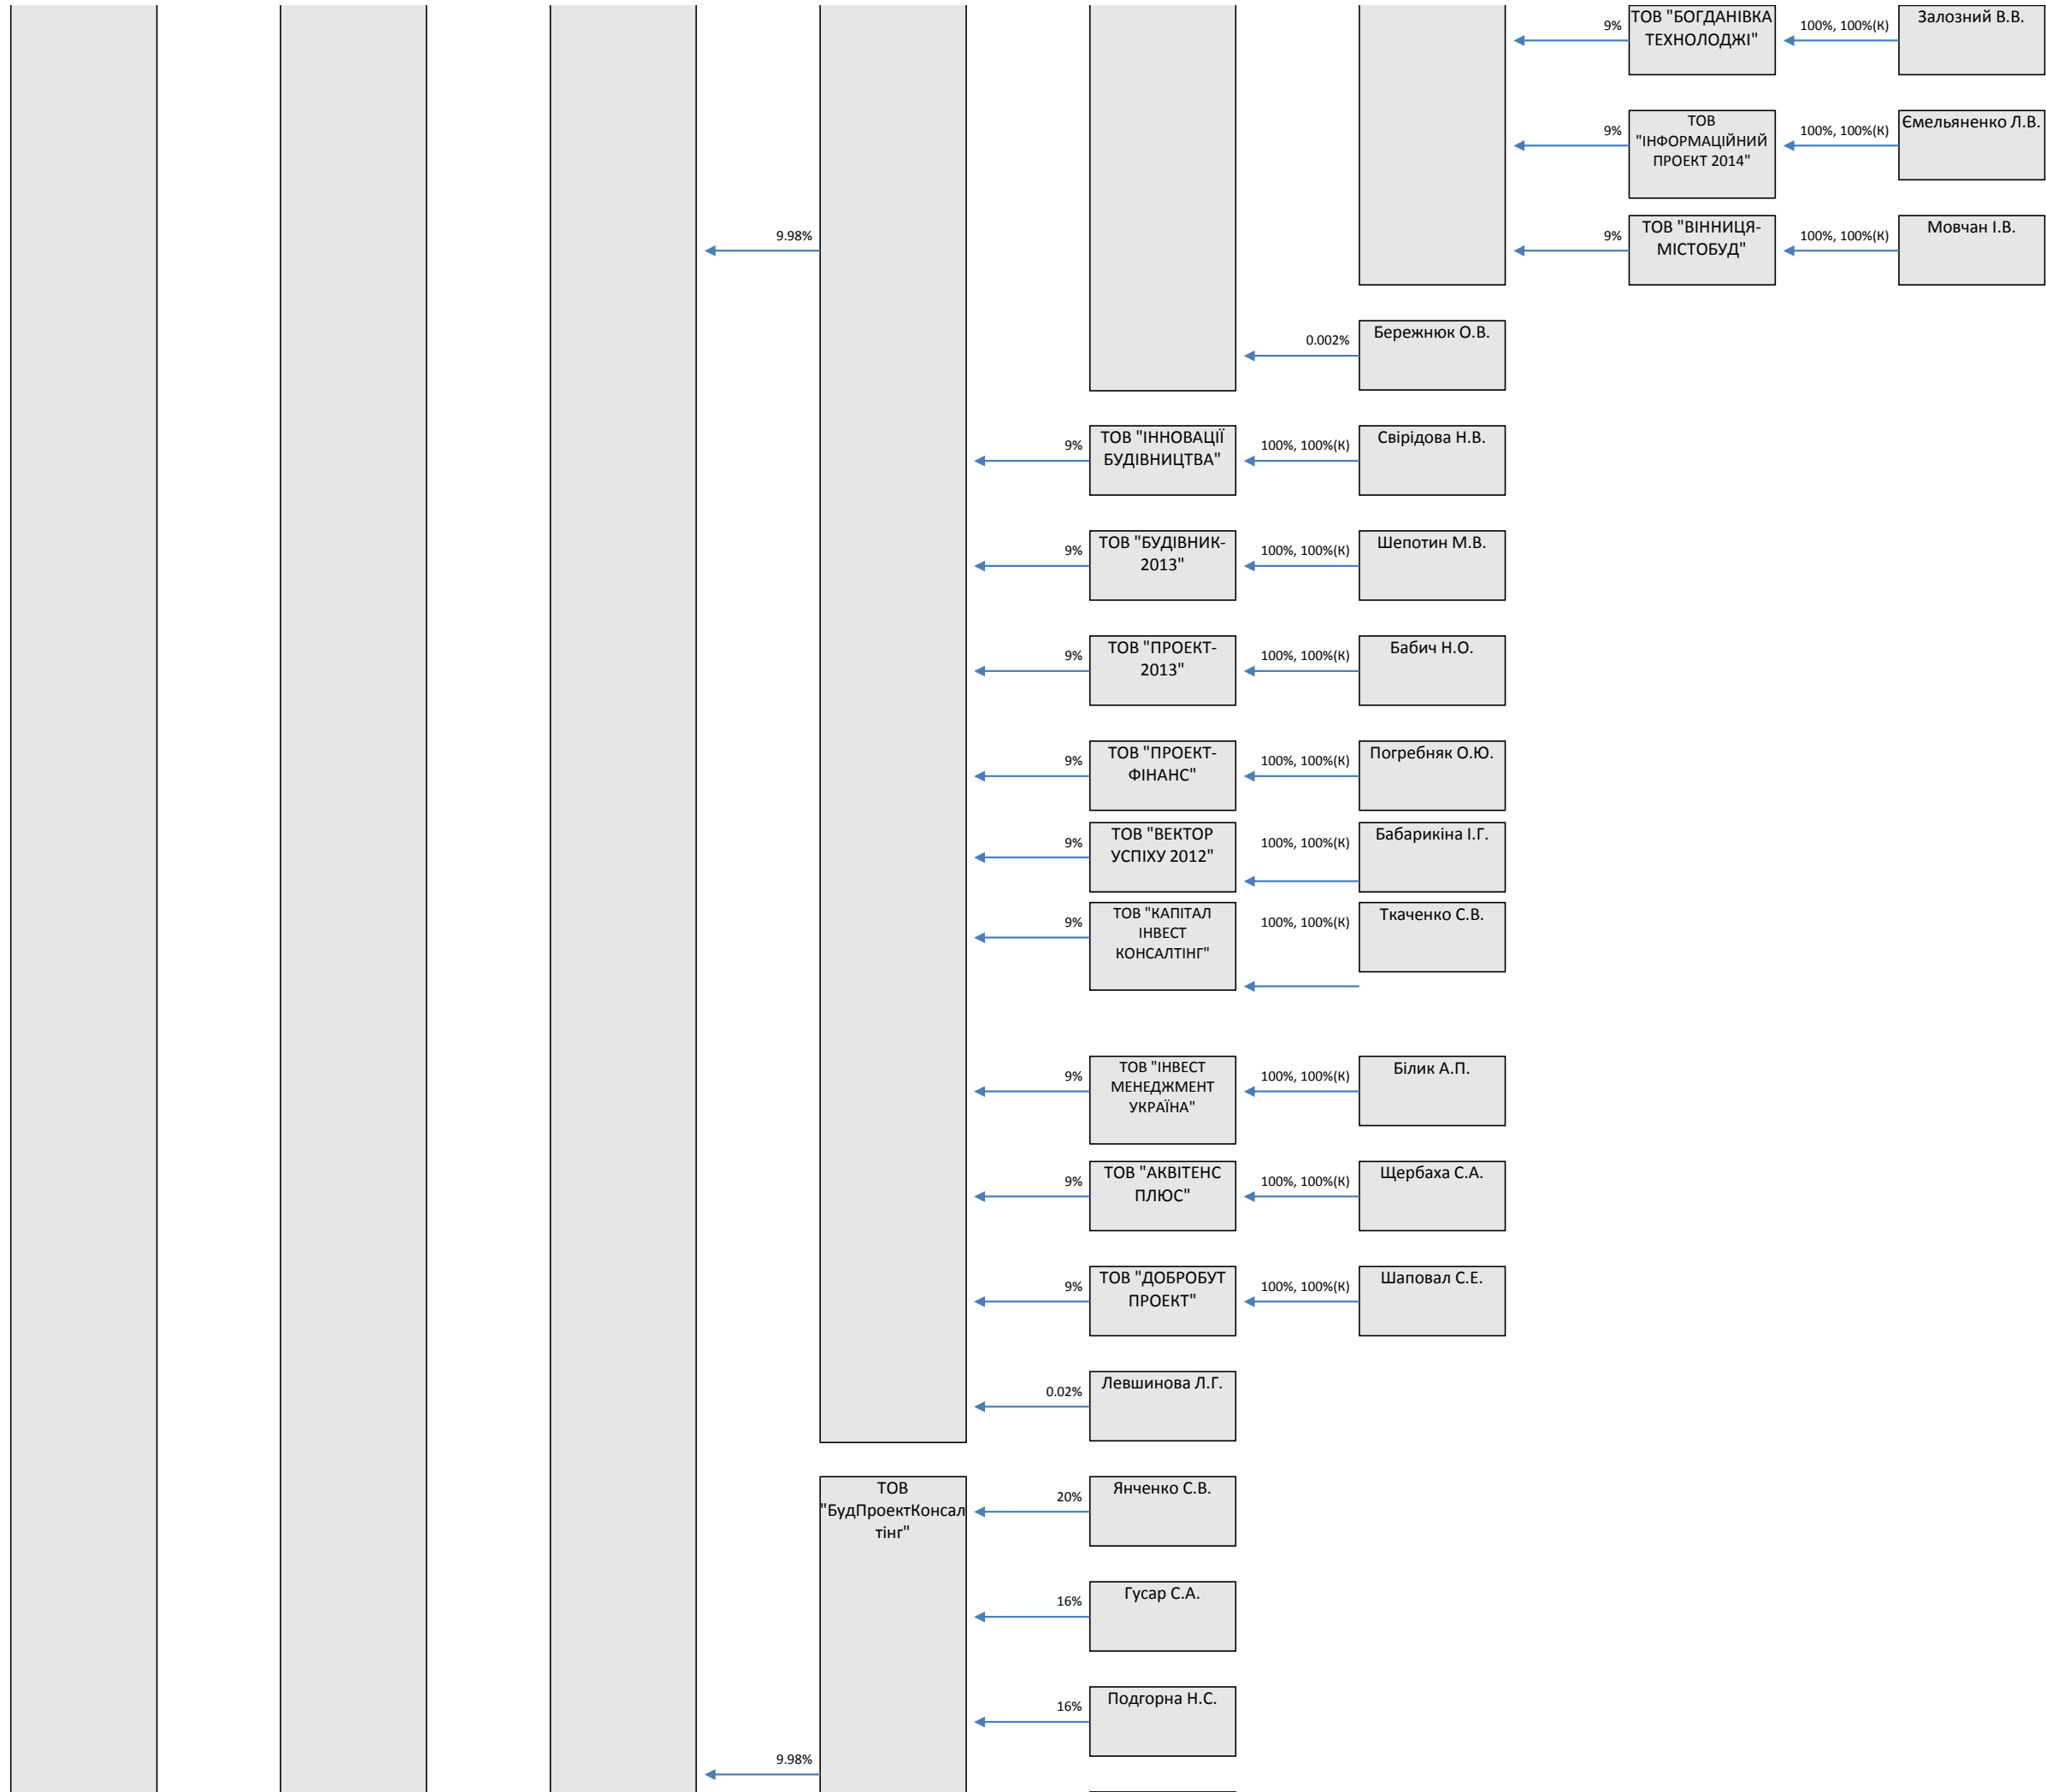 9%
ТОВ "БОГДАНІВКА
ТЕХНОЛОДЖІ"
100%, 100%(К)
Залозний В.В.
9%
ТОВ
"ІНФОРМАЦІЙНИЙ
ПРОЕКТ 2014"
100%, 100%(К)
Ємельяненко Л.В.
9.98%
9%
ТОВ "ВІННИЦЯ-
МІСТОБУД"
100%, 100%(К)
Мовчан І.В.
0.002%
Бережнюк О.В.
9%
ТОВ "ІННОВАЦІЇ
БУДІВНИЦТВА"
100%, 100%(К)
Свірідова Н.В.
9%
ТОВ "БУДІВНИК-
2013"
100%, 100%(К)
Шепотин М.В.
9%
ТОВ "ПРОЕКТ-
2013"
100%, 100%(К)
Бабич Н.О.
9%
ТОВ "ПРОЕКТ-
ФІНАНС"
100%, 100%(К)
Погребняк О.Ю.
9%
ТОВ "ВЕКТОР
УСПІХУ 2012"
100%, 100%(К)
Бабарикіна І.Г.
9%
ТОВ "КАПІТАЛ
ІНВЕСТ
КОНСАЛТІНГ"
100%, 100%(К)
Ткаченко С.В.
9%
ТОВ "ІНВЕСТ
МЕНЕДЖМЕНТ
УКРАЇНА"
100%, 100%(К)
Білик А.П.
9%
ТОВ "АКВІТЕНС
ПЛЮС"
100%, 100%(К)
Щербаха С.А.
9%
ТОВ "ДОБРОБУТ
ПРОЕКТ"
100%, 100%(К)
Шаповал С.Е.
0.02%
Левшинова Л.Г.
ТОВ
"БудПроектКонсал
тінг"
20%
Янченко С.В.
16%
Гусар С.А.
16%
Подгорна Н.С.
9.98%